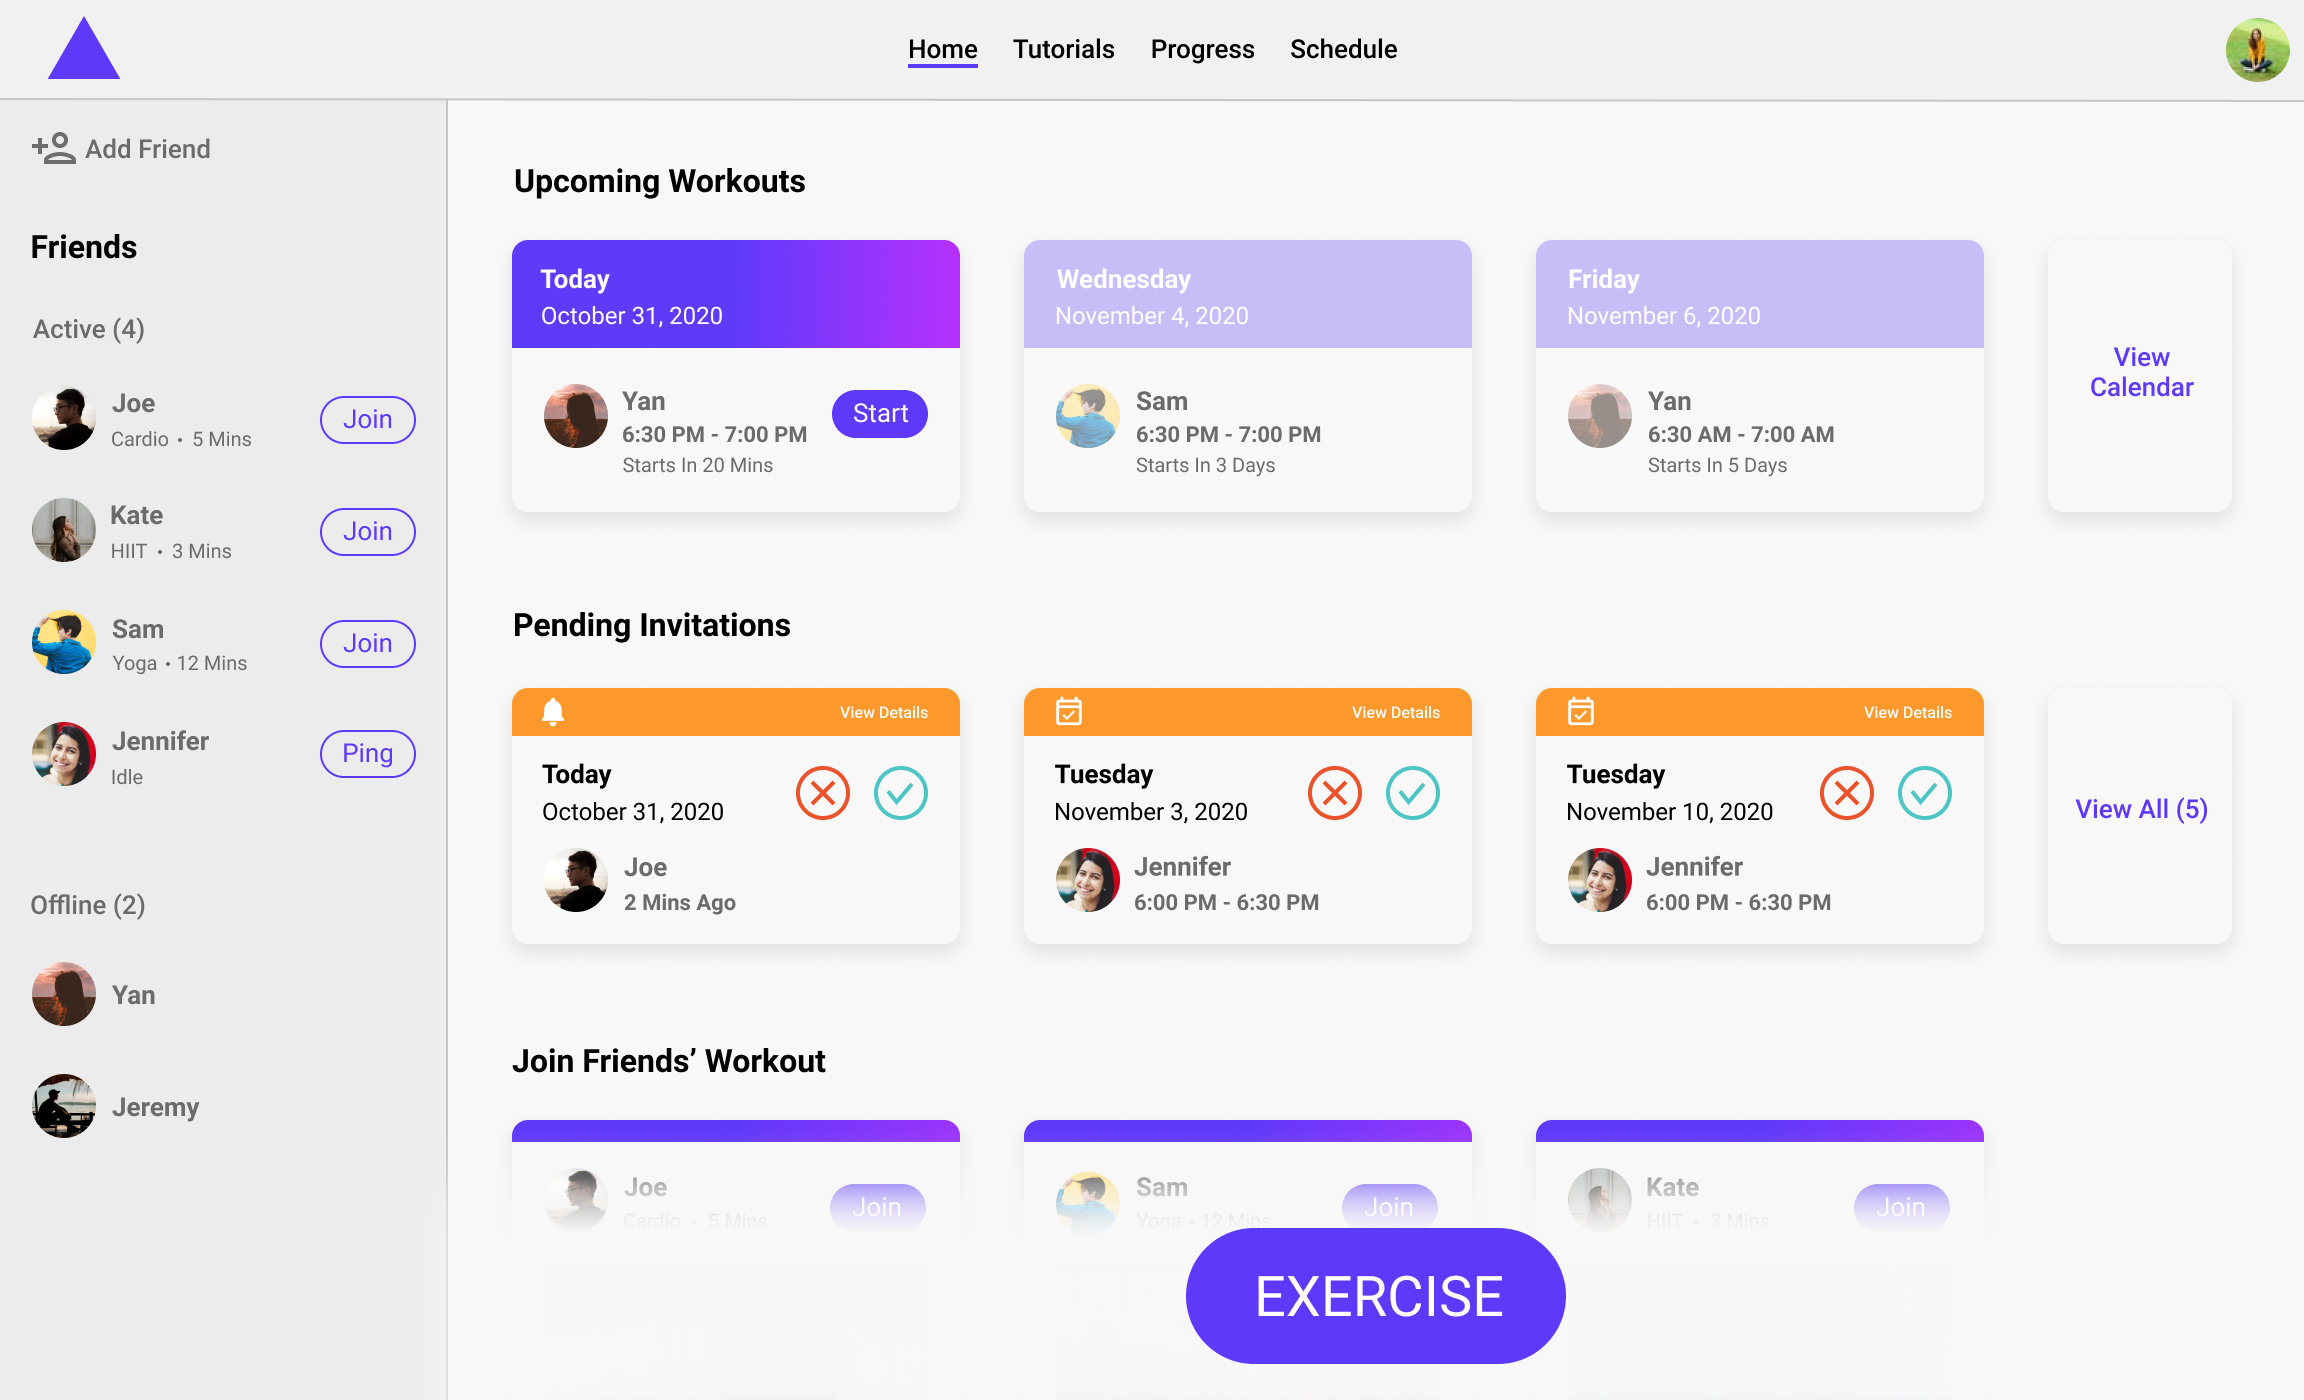 Home
Tutorials
Progress
Schedule
Add Friend
Friends
Active (4)
Joe
Cardio • 5 Mins
Join
Kate
HIIT • 3 Mins
Join
Sam
Yoga • 12 Mins
Join
Jennifer
Idle
Ping
Offline (2)
Yan
Jeremy
Upcoming Workouts
Today
October 31, 2020
Yan
6:30 PM - 7:00 PM
Starts In 20 Mins
Start
Wednesday
November 4, 2020
Sam
6:30 PM - 7:00 PM
Starts In 3 Days
Friday
November 6, 2020
Yan
6:30 AM - 7:00 AM
Starts In 5 Days
View
Calendar
Pending Invitations
View Details
Today
October 31, 2020
Joe
2 Mins Ago
View Details
Tuesday
November 3, 2020
Jennifer
6:00 PM - 6:30 PM
View Details
Tuesday
November 10, 2020
Jennifer
6:00 PM - 6:30 PM
View All (5)
Join Friends’ Workout
Joe
Cardio • 5 Mins
Join
Sam
Yoga • 12 Mins
Join
Kate
HIIT • 3 Mins
Join
EXERCISE